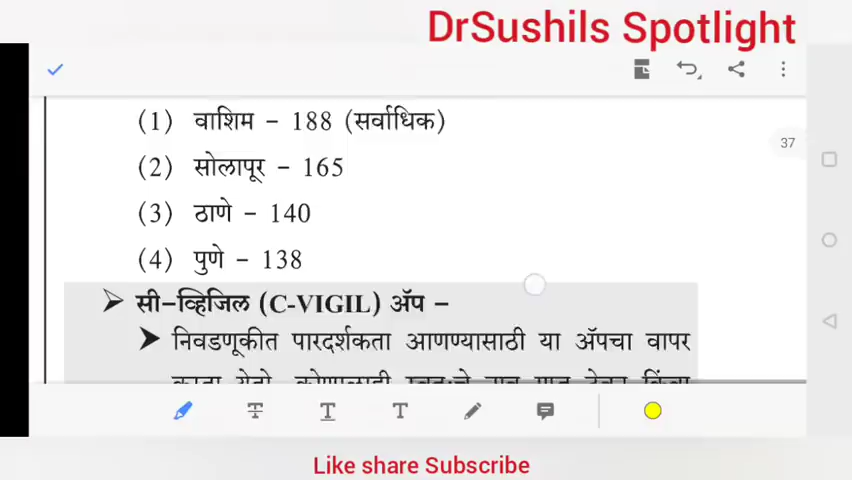 DrSushils Spotlight
37
(1) वाशिम - 188 (सर्वाधिक)
(2) सोलापूर - 165
(3) ठाणे - 140
(4) पुणे - 138
➢ सी-व्हिजिल (C-VIGIL) ॲप -
➤ निवडणूकीत पारदर्शकता आणण्यासाठी या ॲपचा वापर
T T T
Like share Subscribe